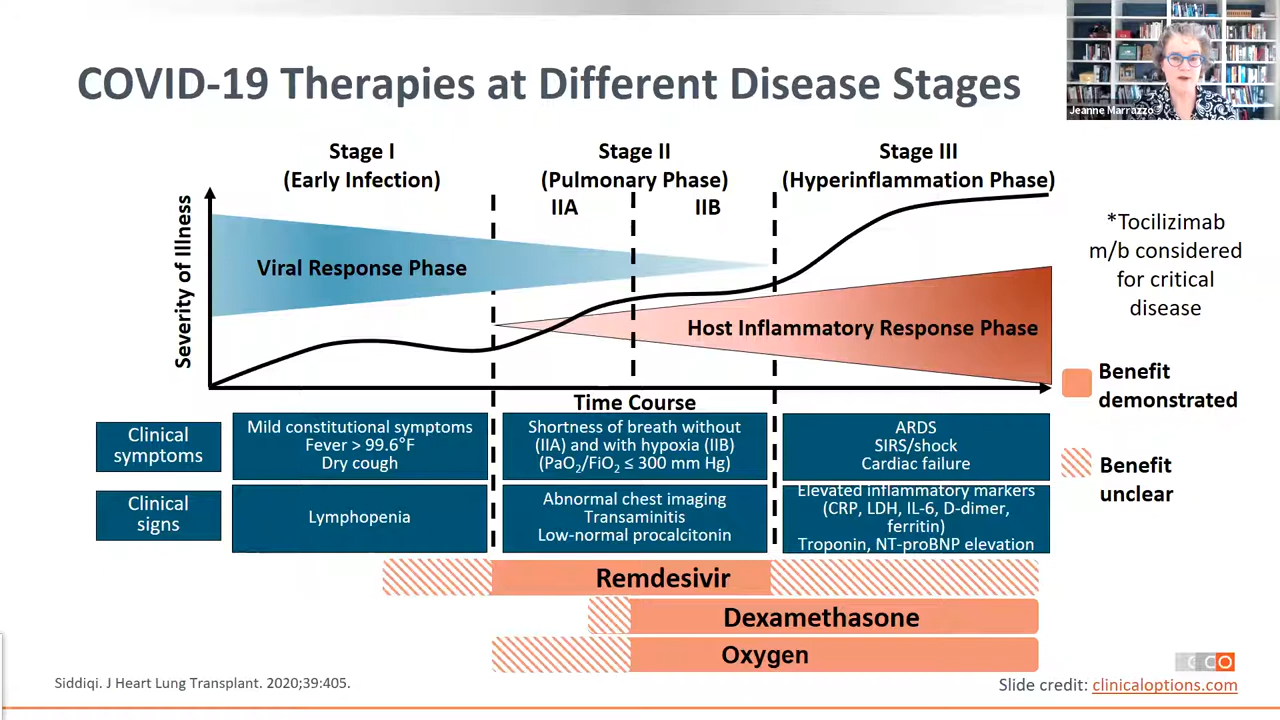 COVID-19 Therapies at Different Disease Stages
Jeanne Marrazzo
Stage I
(Early Infection)
Stage II
(Pulmonary Phase)
IIA
IIB
Stage III
(Hyperinflammation Phase)
Severity of Illness
Viral Response Phase
Host Inflammatory Response Phase
Time Course
*Tocilizimab
m/b considered
for critical
disease
Benefit
demonstrated
Benefit
unclear
Clinical
symptoms
Mild constitutional symptoms
Fever > 99.6°F
Dry cough
Shortness of breath without
(IIA) and with hypoxia (IIB)
(PaO₂/FiO₂ ≤ 300 mm Hg)
ARDS
SIRS/shock
Cardiac failure
Clinical
signs
Lymphopenia
Abnormal chest imaging
Transaminitis
Low-normal procalcitonin
Elevated inflammatory markers
(CRP, LDH, IL-6, D-dimer,
ferritin)
Troponin, NT-proBNP elevation
Remdesivir
Dexamethasone
Oxygen
Siddiqi. J Heart Lung Transplant. 2020;39:405.
CCO
Slide credit: clinicaloptions.com